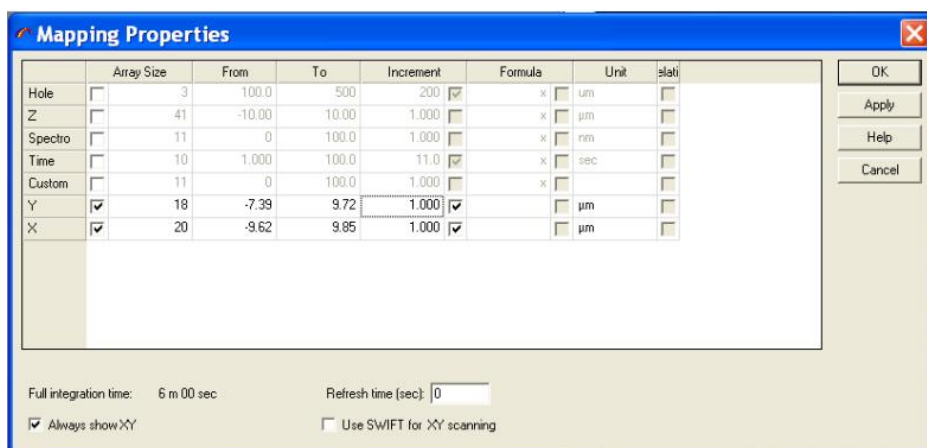 Mapping Properties
Array Size From To Increment Formula Unit elati
Hole 3 100.0 500 200 x um
Z 41 -10.00 10.00 1.000 x µm
Spectro 11 0 100.0 1.000 x nm
Time 10 1.000 100.0 11.0 x sec
Custom 11 0 100.0 1.000 x
Y 18 -7.39 9.72 1.000 µm
X 20 -9.62 9.85 1.000 µm
OK
Apply
Help
Cancel
Full integration time: 6 m 00 sec Refresh time (sec): 0
Always show XY Use SWIFT for XY scanning